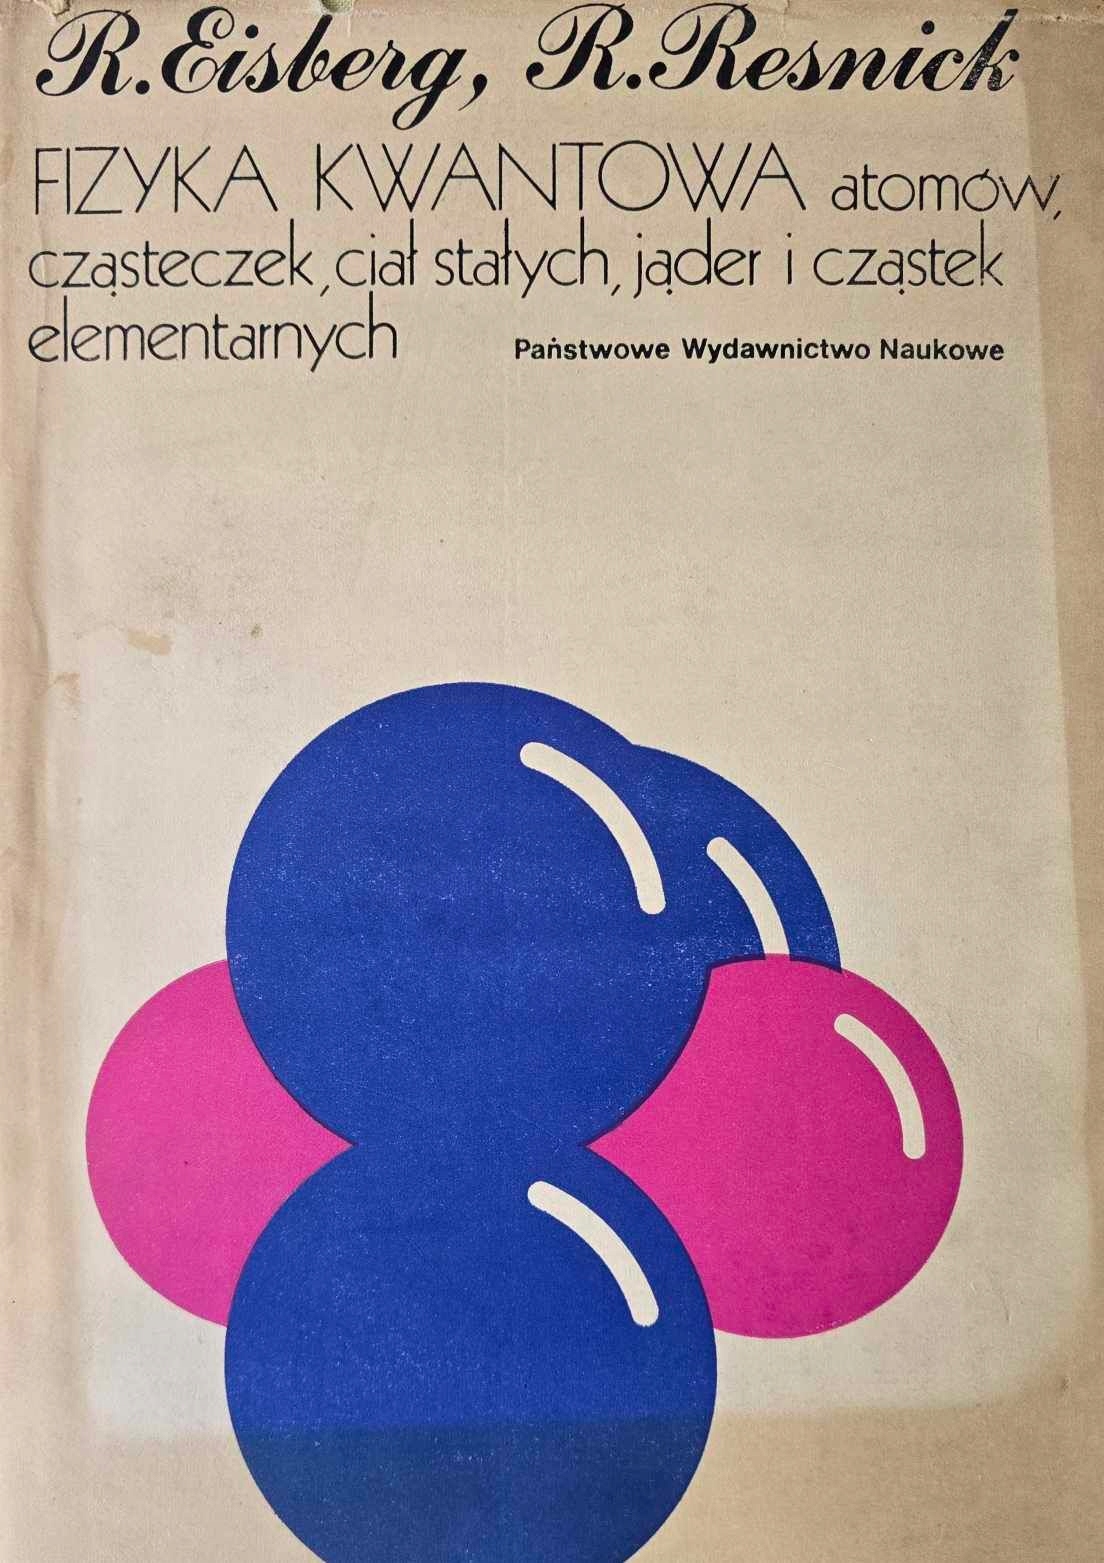 R. Eisberg, R. Resnick
FIZYKA KWANTOWA atomów,
cząsteczek, ciał stałych, jąder i cząstek
elementarnych
Państwowe Wydawnictwo Naukowe